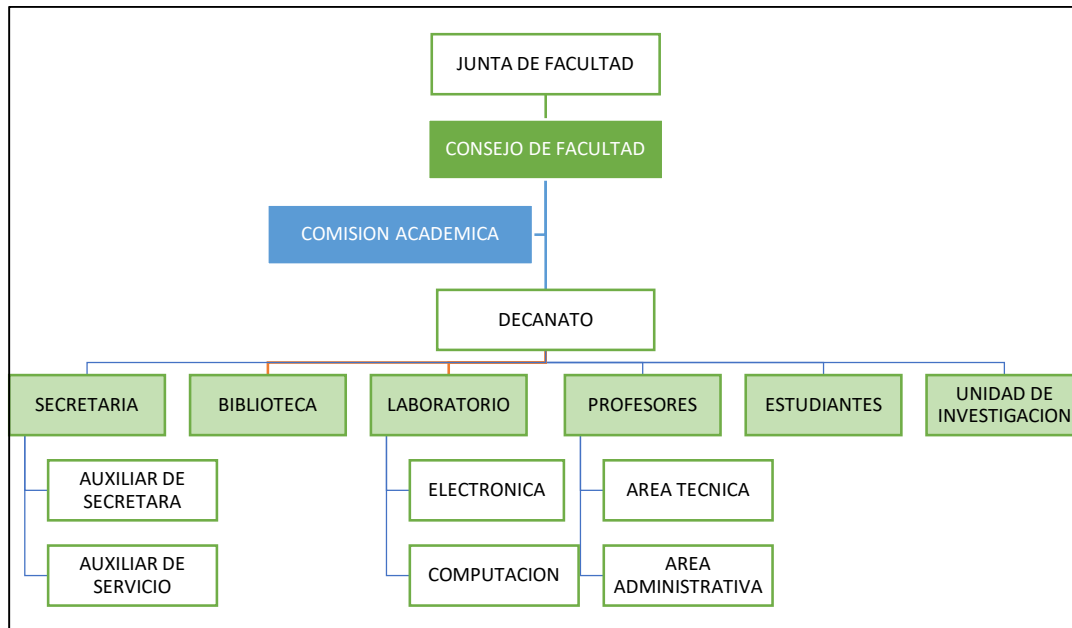 JUNTA DE FACULTAD
CONSEJO DE FACULTAD
COMISION ACADEMICA
DECANATO
SECRETARIA
BIBLIOTECA
LABORATORIO
PROFESORES
ESTUDIANTES
UNIDAD DE
INVESTIGACION
AUXILIAR DE
SECRETARA
ELECTRONICA
AREA TECNICA
AUXILIAR DE
SERVICIO
COMPUTACION
AREA
ADMINISTRATIVA